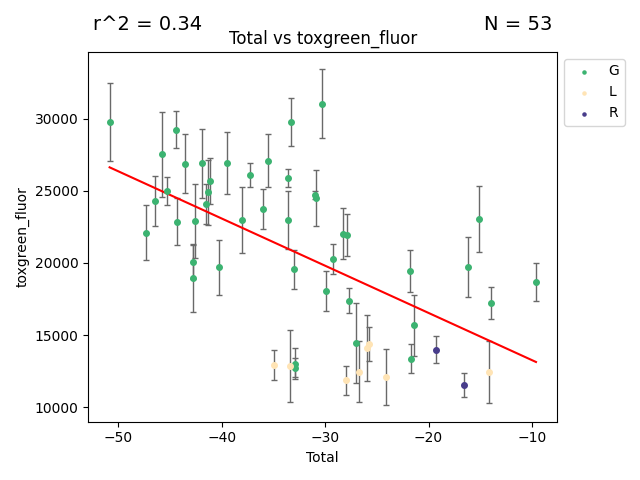 r^2 = 0.34
N = 53
Total vs toxgreen_fluor
G
L
R
toxgreen_fluor
30000
25000
20000
15000
10000
−50
−40
−30
−20
−10
Total